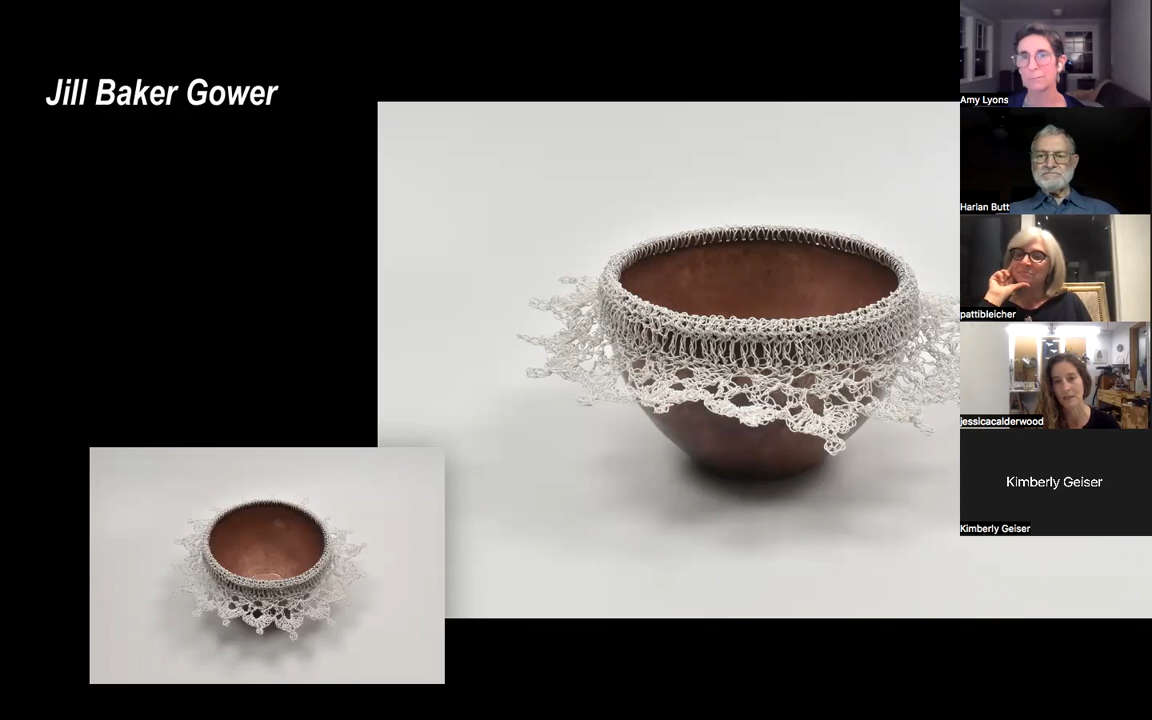 Jill Baker Gower
Amy Lyons
Harlan Butt
pattibleicher
jessicacalderwood
Kimberly Geiser
Kimberly Geiser